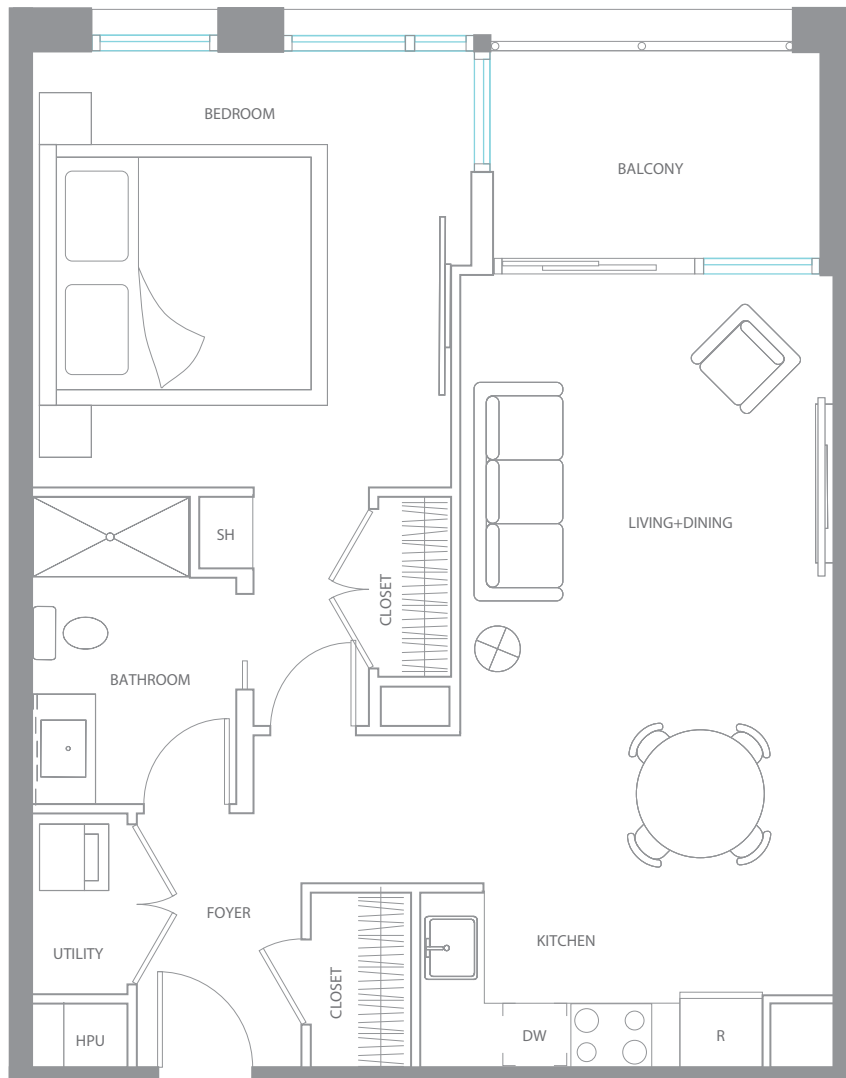 BEDROOM
BALCONY
SH
LIVING+DINING
CLOSET
BATHROOM
FOYER
UTILITY
KITCHEN
CLOSET
HPU
DW
R